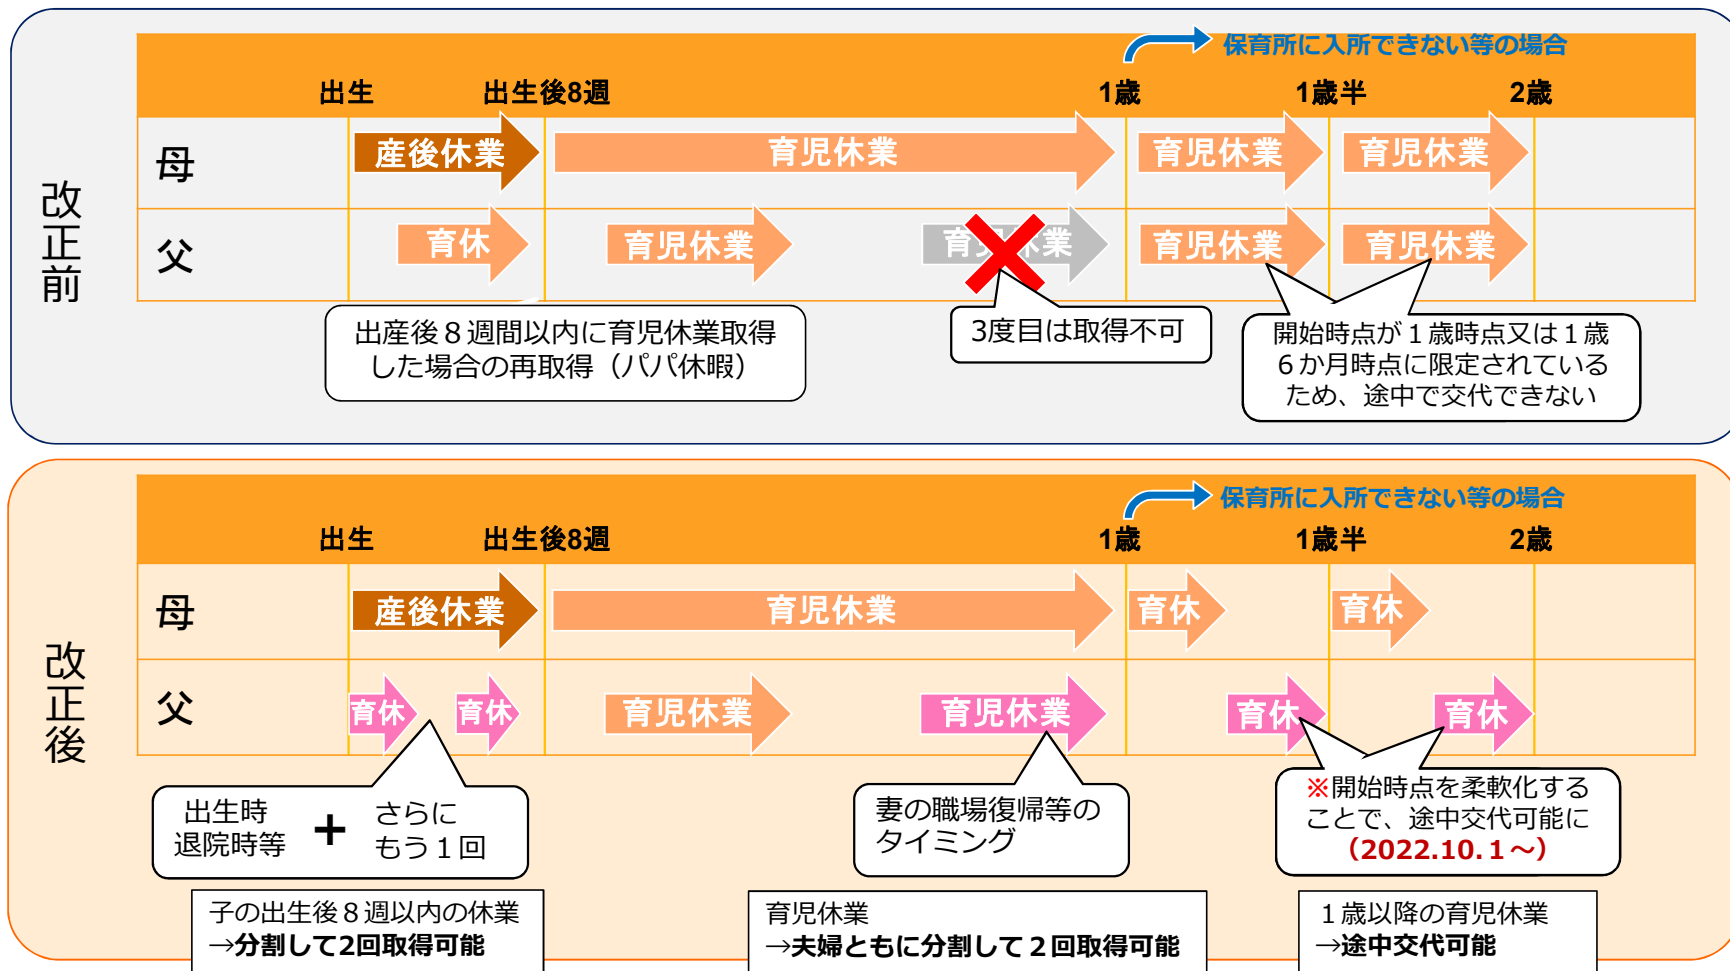 改正前
保育所に入所できない等の場合
出生
出生後8週
1歳
1歳半
2歳
母
産後休業
育児休業
育児休業
育児休業
父
育休
育児休業
育児休業
育児休業
育児休業
出産後８週間以内に育児休業取得
した場合の再取得（パパ休暇）
3度目は取得不可
開始時点が１歳時点又は１歳
６か月時点に限定されている
ため、途中で交代できない
改正後
保育所に入所できない等の場合
出生
出生後8週
1歳
1歳半
2歳
母
産後休業
育児休業
育休
育休
父
育休
育休
育児休業
育児休業
育休
育休
出生時
退院時等
＋
さらに
もう１回
妻の職場復帰等の
タイミング
※開始時点を柔軟化する
ことで、途中交代可能に
（2022.10.１～）
子の出生後８週以内の休業
→分割して2回取得可能
育児休業
→夫婦ともに分割して２回取得可能
１歳以降の育児休業
→途中交代可能